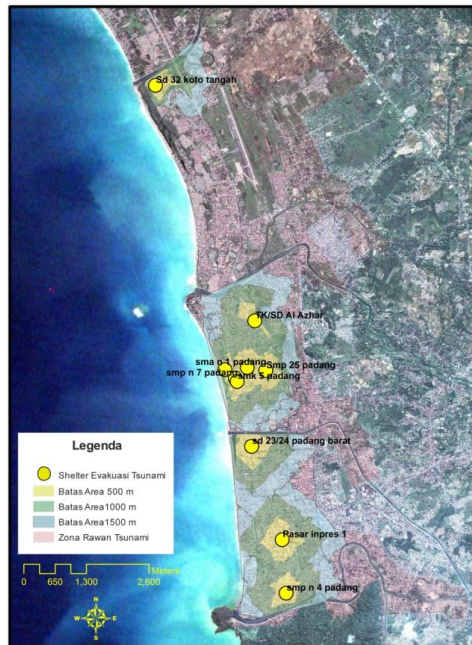 Sd 32 koto tangah
TK/SD Al Azhar
sma n 1 padang
Smp 25 padang
smp n 7 padang
smk 5 padang
sd 23/24 padang barat
Pasar inpres 1
smp n 4 padang
Legenda
Shelter Evakuasi Tsunami
Batas Area 500 m
Batas Area1000 m
Batas Area1500 m
Zona Rawan Tsunami
Meters
0 650 1,300 2,600
N
W E
S